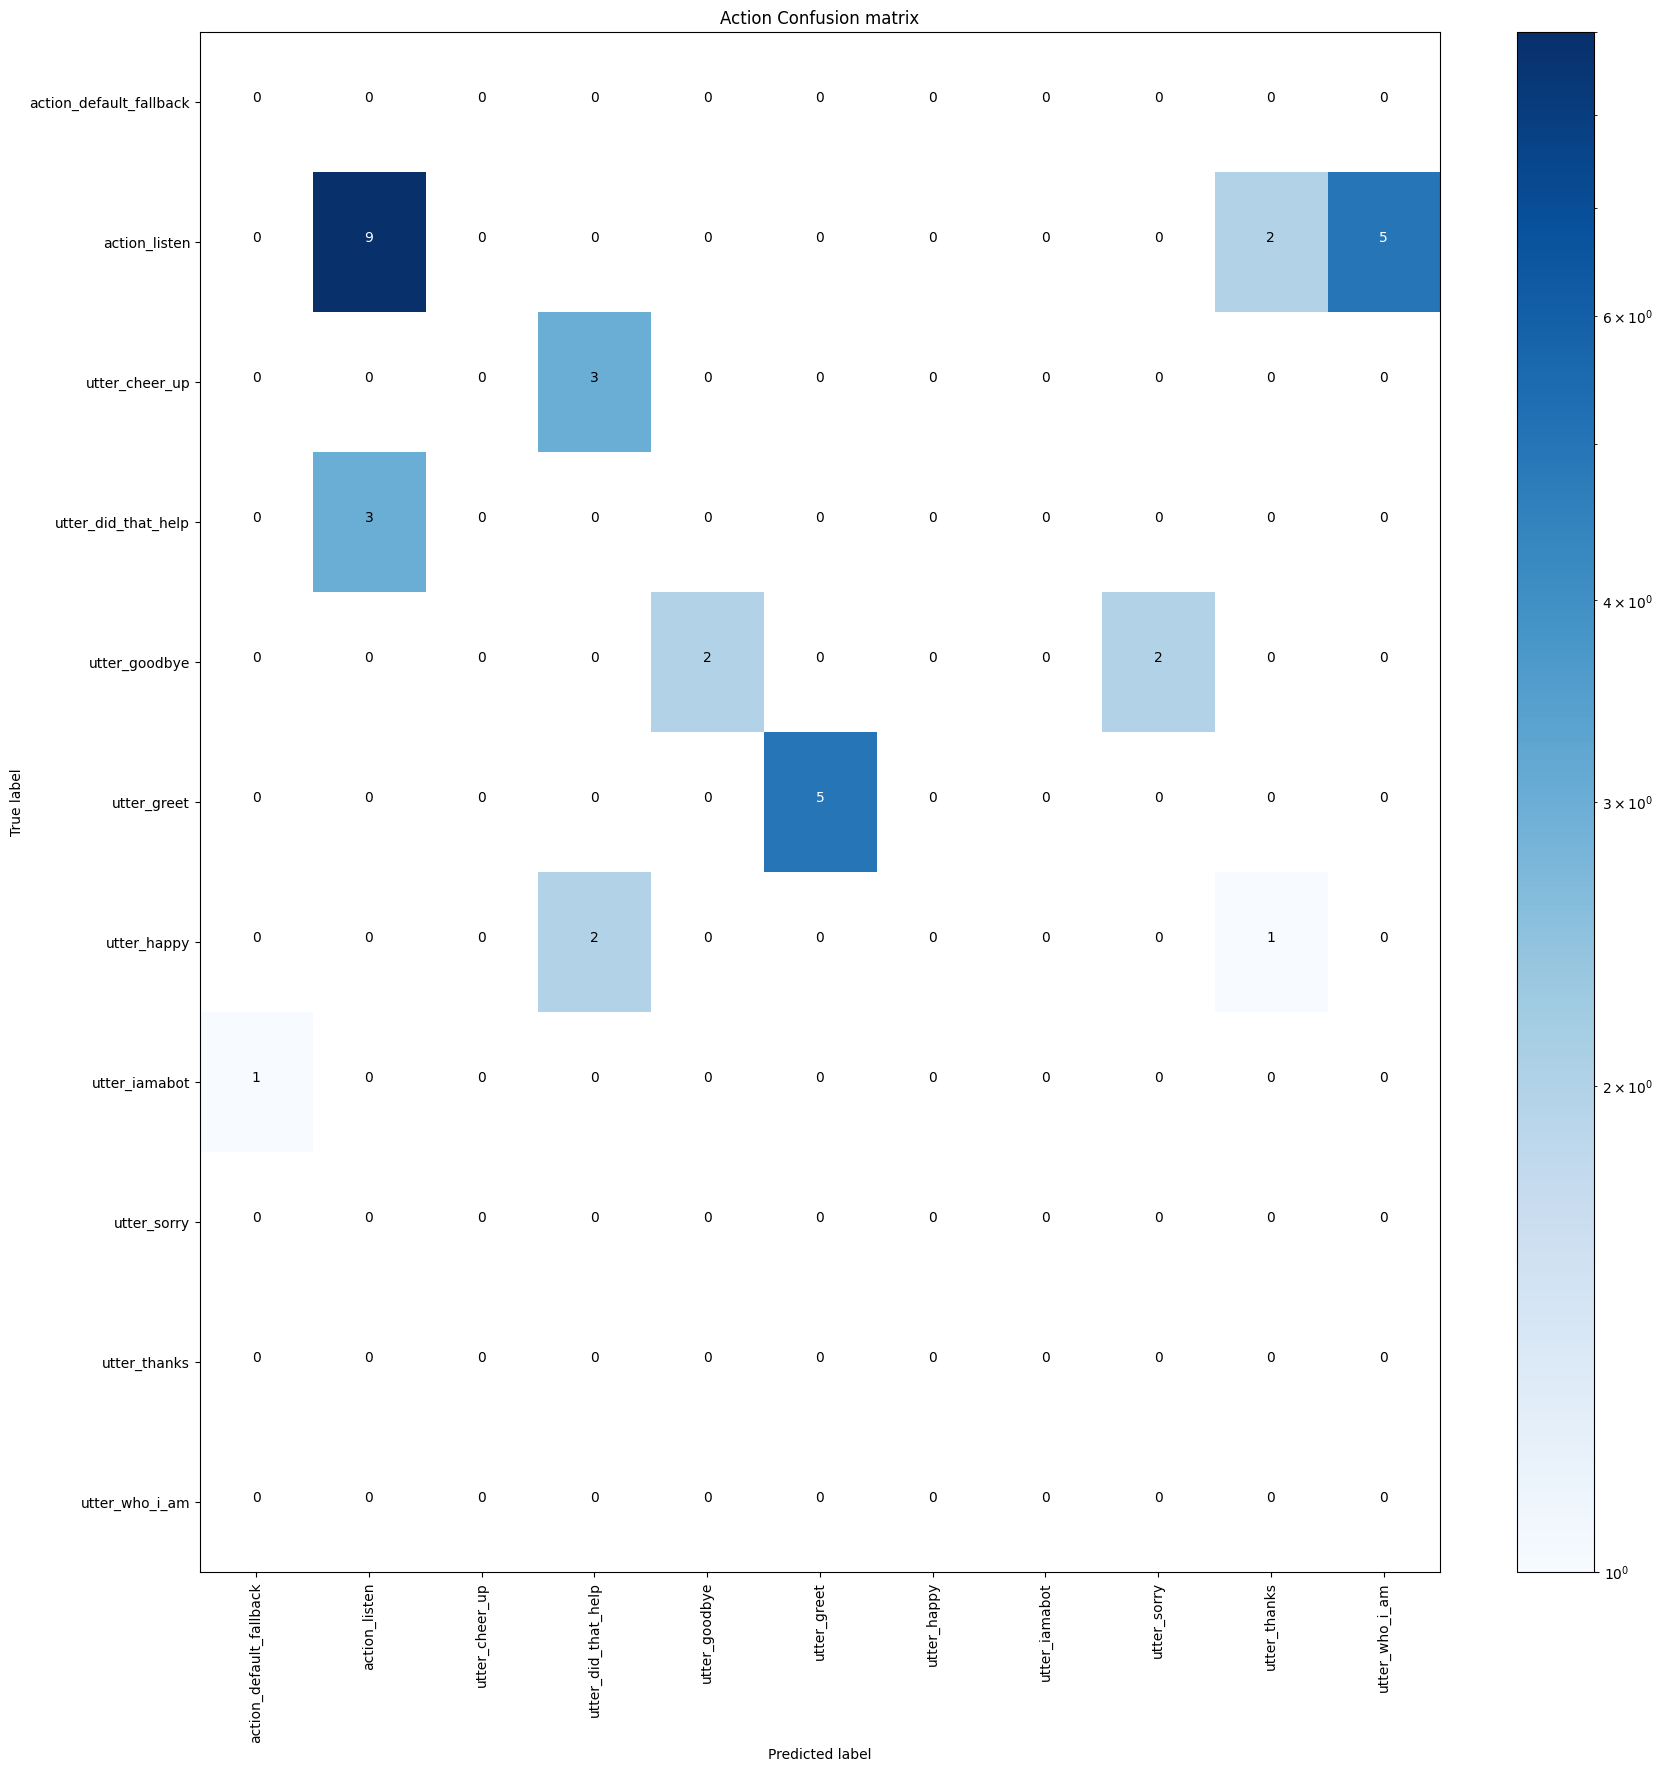 Action Confusion matrix
action_default_fallback 0 0 0 0 0 0 0 0 0 0 0
action_listen 0 9 0 0 0 0 0 0 0 2 5
utter_cheer_up 0 0 0 3 0 0 0 0 0 0 0
utter_did_that_help 0 3 0 0 0 0 0 0 0 0 0
utter_goodbye 0 0 0 0 2 0 0 0 2 0 0
utter_greet 0 0 0 0 0 5 0 0 0 0 0
utter_happy 0 0 0 2 0 0 0 0 0 1 0
utter_iamabot 1 0 0 0 0 0 0 0 0 0 0
utter_sorry 0 0 0 0 0 0 0 0 0 0 0
utter_thanks 0 0 0 0 0 0 0 0 0 0 0
utter_who_i_am 0 0 0 0 0 0 0 0 0 0 0
True label
action_default_fallback
action_listen
utter_cheer_up
utter_did_that_help
utter_goodbye
utter_greet
utter_happy
utter_iamabot
utter_sorry
utter_thanks
utter_who_i_am
Predicted label
6 × 10⁰
4 × 10⁰
3 × 10⁰
2 × 10⁰
10⁰